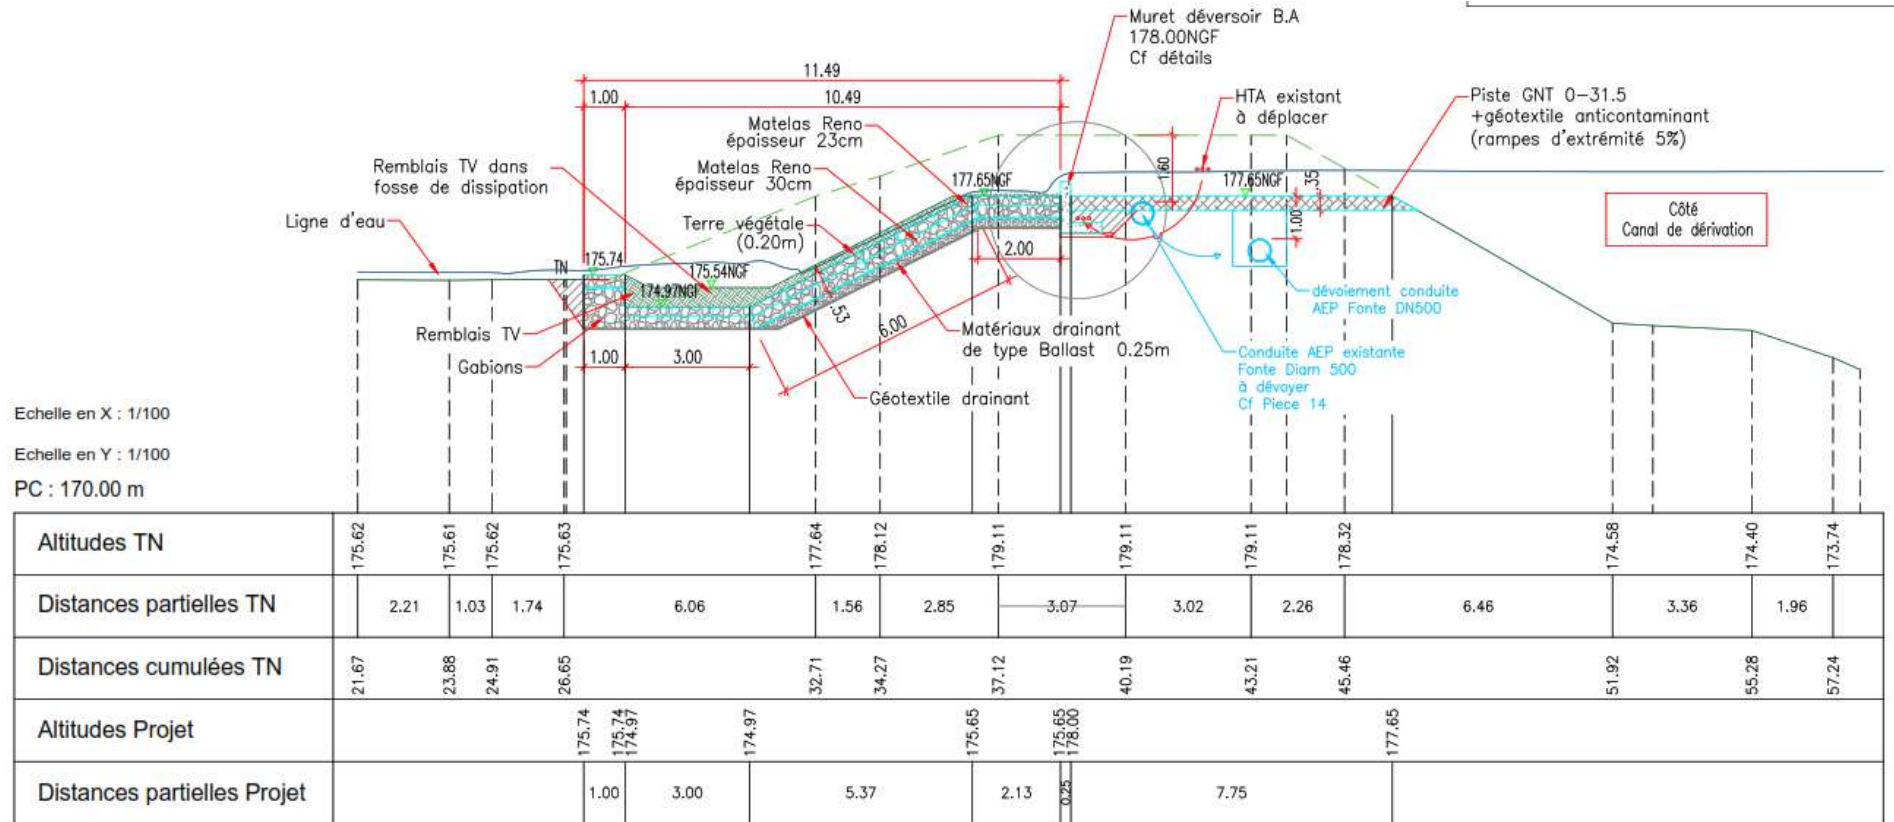 Muret déversoir B.A
178.00NGF
Cf détails
11.49
1.00
10.49
HTA existant
à déplacer
Piste GNT 0-31.5
+géotextile anticontaminant
(rampes d'extrémité 5%)
Matelas Reno
épaisseur 23cm
Matelas Reno
épaisseur 30cm
Remblais TV dans
fosse de dissipation
1.60
177.65NGF
177.65NGF
.35
Ligne d'eau
Terre végétale
(0.20m)
1.00
Côté
Canal de dérivation
TN
175.74
175.54NGF
2.00
174.97NGF
.53
6.00
dévoiement conduite
AEP Fonte DN500
Remblais TV
Matériaux drainant
de type Ballast 0.25m
Gabions
1.00
3.00
Conduite AEP existante
Fonte Diam 500
à dévoyer
Cf Piece 14
Géotextile drainant
Echelle en X : 1/100
Echelle en Y : 1/100
PC : 170.00 m
Altitudes TN
175.62 175.61 175.62 175.63 177.64 178.12 179.11 179.11 179.11 178.32 174.58 174.40 173.74
Distances partielles TN
2.21 1.03 1.74 6.06 1.56 2.85 3.07 3.02 2.26 6.46 3.36 1.96
Distances cumulées TN
21.67 23.88 24.91 26.65 32.71 34.27 37.12 40.19 43.21 45.46 51.92 55.28 57.24
Altitudes Projet
175.74 175.74 174.97 174.97 175.65 175.65 178.00 177.65
Distances partielles Projet
1.00 3.00 5.37 2.13 0.25 7.75